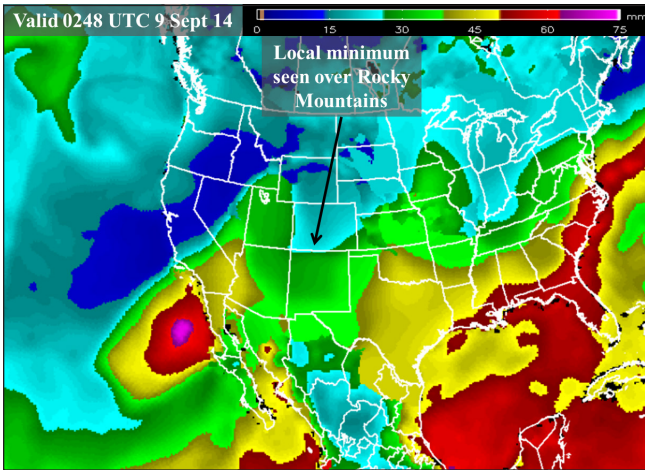 Valid 0248 UTC 9 Sept 14
0 15 30 45 60 75 mm
Local minimum
seen over Rocky
Mountains